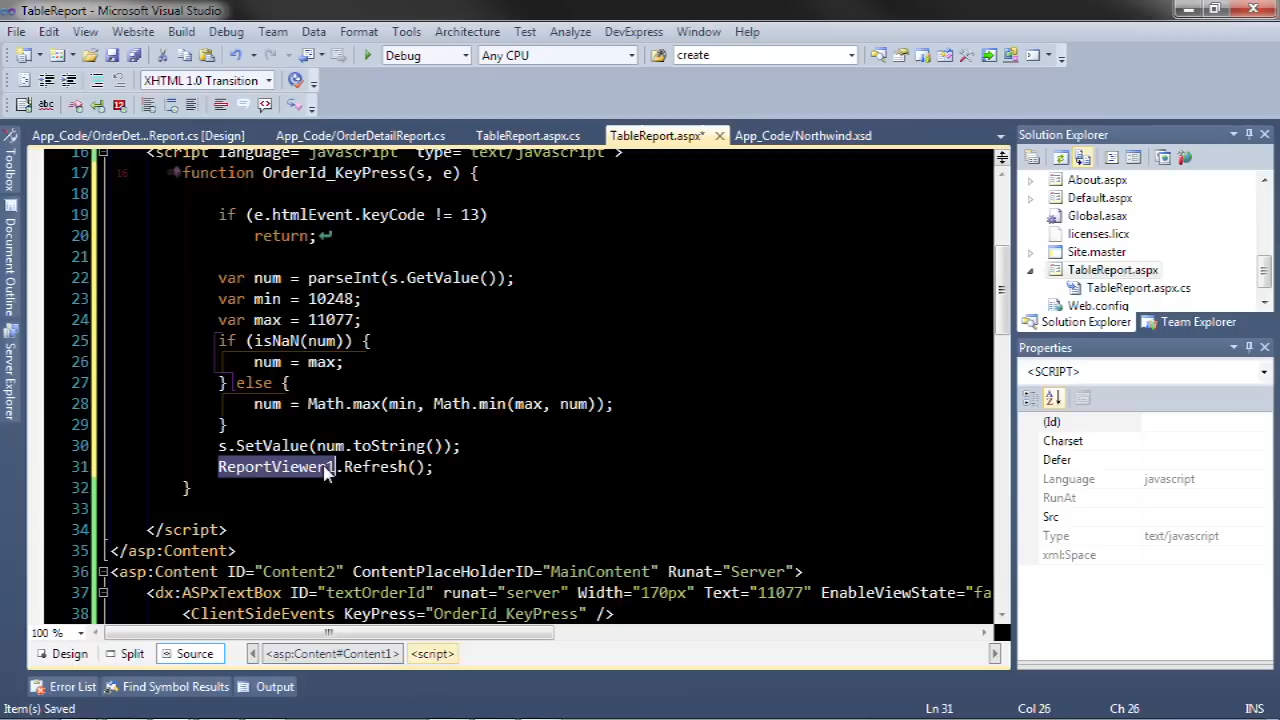 TableReport - Microsoft Visual Studio
File Edit View Website Build Debug Team Data Format Tools Architecture Test Analyze DevExpress Window Help
Debug Any CPU create
XHTML 1.0 Transition
abc
App_Code/OrderDet...Report.cs [Design] App_Code/OrderDetailReport.cs TableReport.aspx.cs TableReport.aspx* App_Code/Northwind.xsd
Solution Explorer
16 <script language="javascript" type="text/javascript">
17 16 function OrderId_KeyPress(s, e) {
18
19 if (e.htmlEvent.keyCode != 13)
20 return;
21
22 var num = parseInt(s.GetValue());
23 var min = 10248;
24 var max = 11077;
25 if (isNaN(num)) {
26 num = max;
27 } else {
28 num = Math.max(min, Math.min(max, num));
29 }
30 s.SetValue(num.toString());
31 ReportViewer1.Refresh();
32 }
33
34 </script>
35 </asp:Content>
36 <asp:Content ID="Content2" ContentPlaceHolderID="MainContent" Runat="Server">
37 <dx:ASPxTextBox ID="textOrderId" runat="server" Width="170px" Text="11077" EnableViewState="fa
38 <ClientSideEvents KeyPress="OrderId_KeyPress" />
100 %
Design Split Source <asp:Content#Content1> <script>
Error List Find Symbol Results Output
Item(s) Saved Ln 31 Col 26 Ch 26 INS
Toolbox
Document Outline
Server Explorer
About.aspx
Default.aspx
Global.asax
licenses.licx
Site.master
TableReport.aspx
TableReport.aspx.cs
Web.config
Solution Explorer Team Explorer
Properties
<SCRIPT>
(Id)
Charset
Defer
Language javascript
RunAt
Src
Type text/javascript
xml:Space